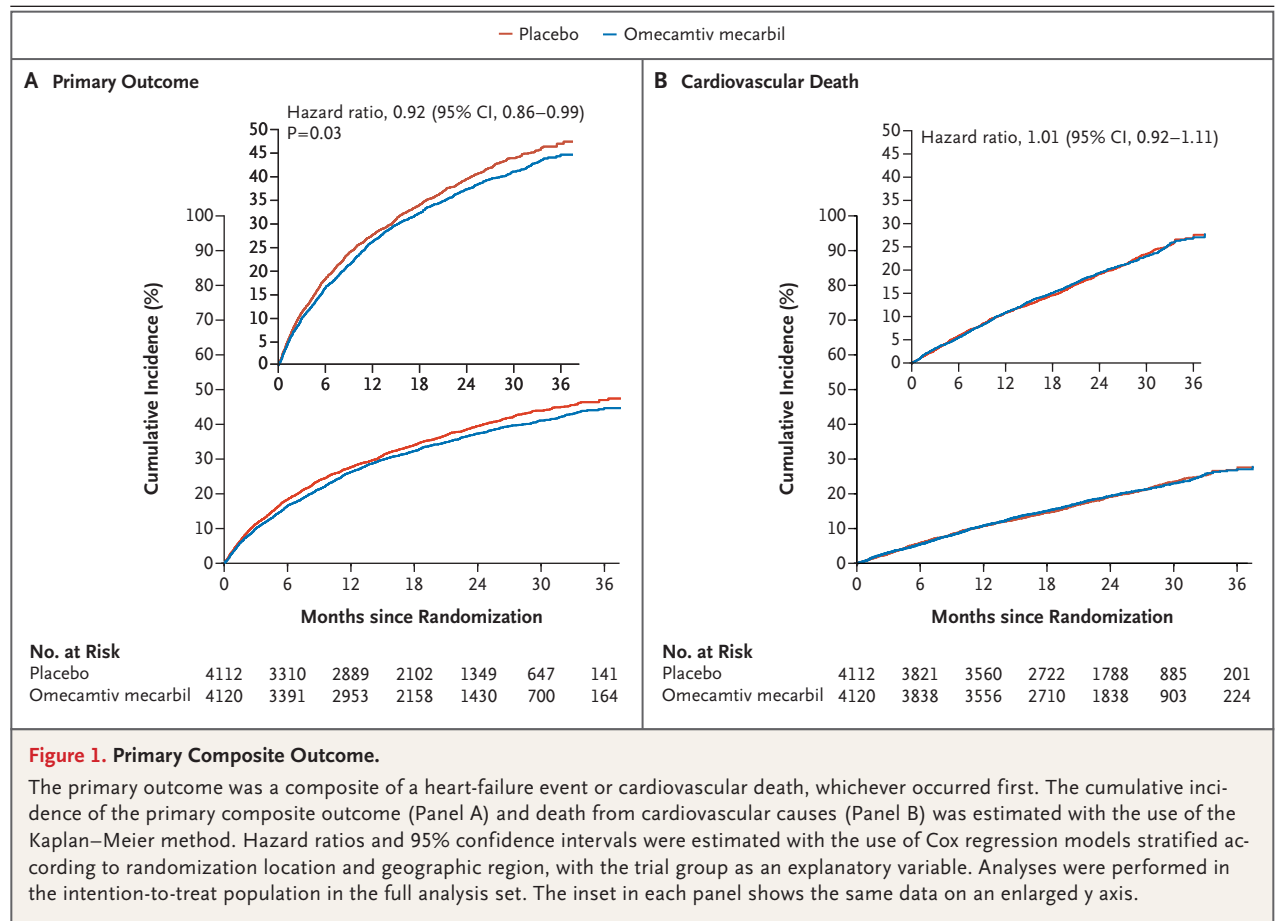 Placebo Omecamtiv mecarbil
A Primary Outcome
Hazard ratio, 0.92 (95% CI, 0.86–0.99)
P=0.03
50
45
40
35
30
25
20
15
10
5
0
0 6 12 18 24 30 36
Cumulative Incidence (%)
100
90
80
70
60
50
40
30
20
10
0
0 6 12 18 24 30 36
Months since Randomization
No. at Risk
Placebo 4112 3310 2889 2102 1349 647 141
Omecamtiv mecarbil 4120 3391 2953 2158 1430 700 164
B Cardiovascular Death
Hazard ratio, 1.01 (95% CI, 0.92–1.11)
50
45
40
35
30
25
20
15
10
5
0
0 6 12 18 24 30 36
Cumulative Incidence (%)
100
90
80
70
60
50
40
30
20
10
0
0 6 12 18 24 30 36
Months since Randomization
No. at Risk
Placebo 4112 3821 3560 2722 1788 885 201
Omecamtiv mecarbil 4120 3838 3556 2710 1838 903 224
Figure 1. Primary Composite Outcome.
The primary outcome was a composite of a heart-failure event or cardiovascular death, whichever occurred first. The cumulative inci-
dence of the primary composite outcome (Panel A) and death from cardiovascular causes (Panel B) was estimated with the use of the
Kaplan–Meier method. Hazard ratios and 95% confidence intervals were estimated with the use of Cox regression models stratified ac-
cording to randomization location and geographic region, with the trial group as an explanatory variable. Analyses were performed in
the intention-to-treat population in the full analysis set. The inset in each panel shows the same data on an enlarged y axis.